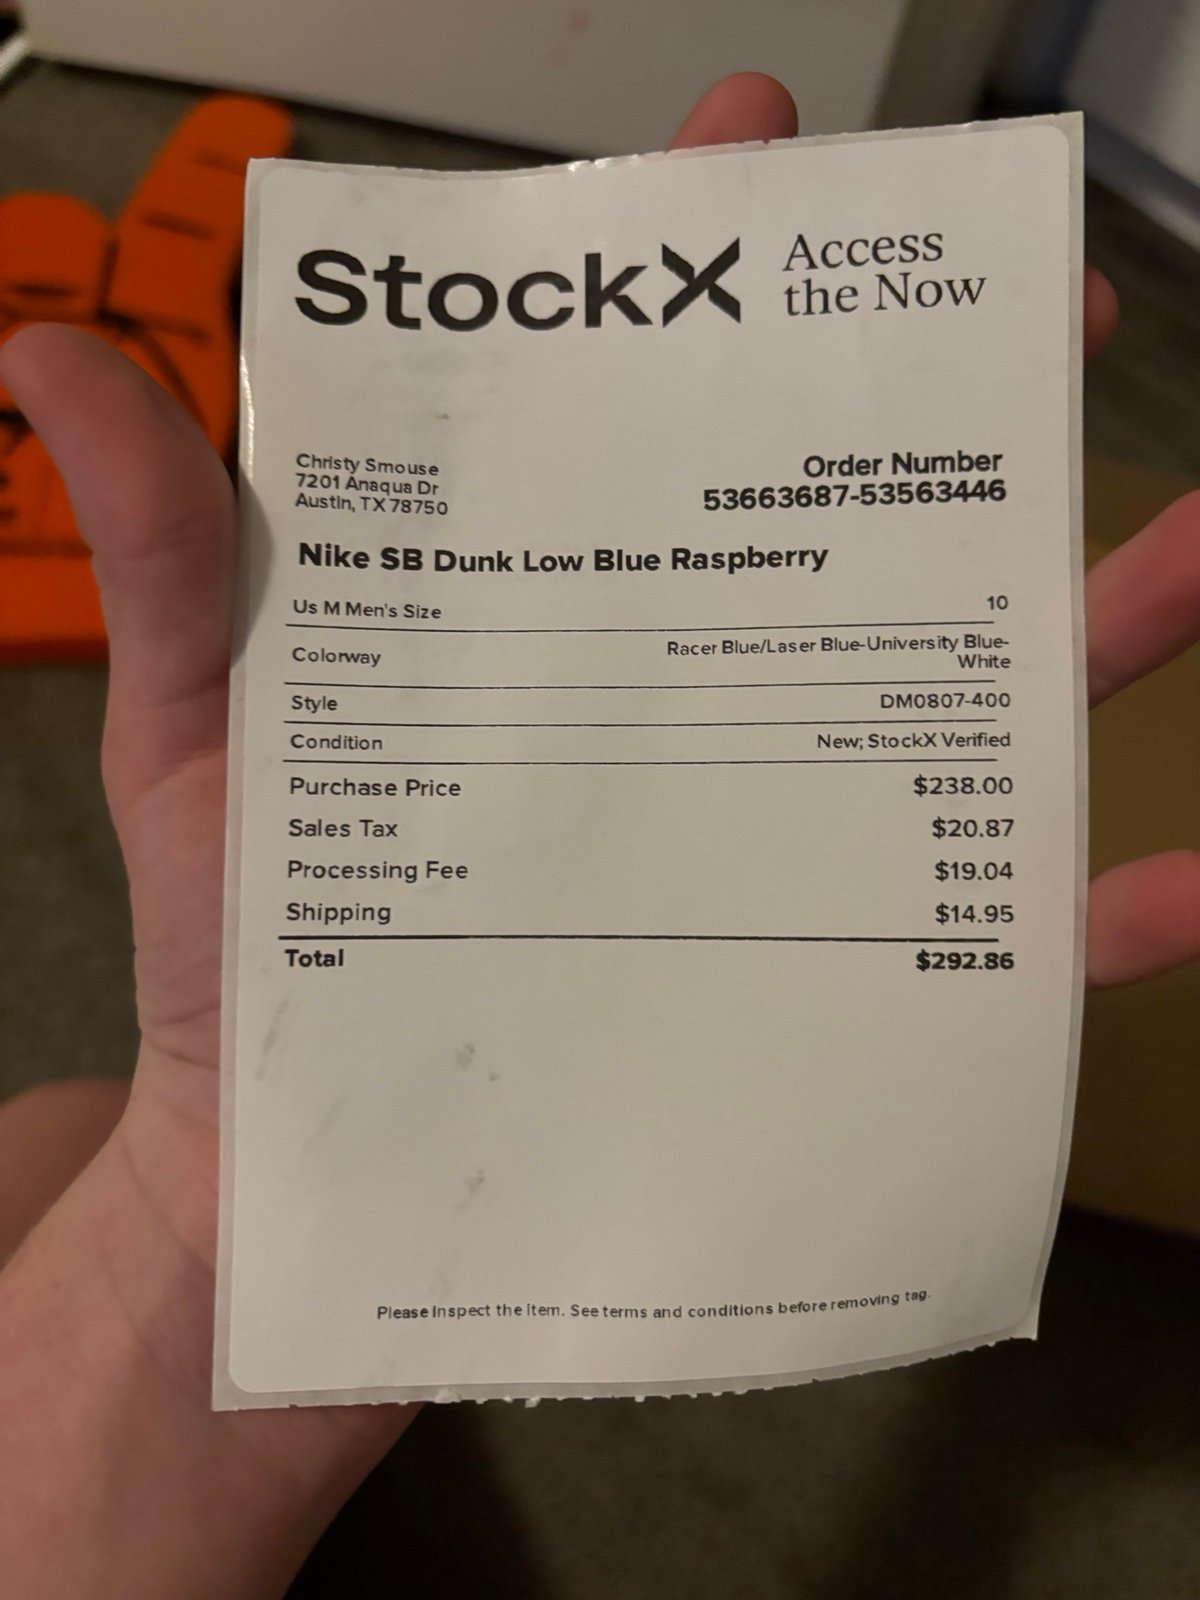 StockX Access
the Now
Christy Smouse
7201 Anaqua Dr
Austin, TX 78750
Order Number
53663687-53563446
Nike SB Dunk Low Blue Raspberry
Us M Men's Size 10
Colorway Racer Blue/Laser Blue-University Blue-
White
Style DM0807-400
Condition New; StockX Verified
Purchase Price $238.00
Sales Tax $20.87
Processing Fee $19.04
Shipping $14.95
Total $292.86
Please Inspect the item. See terms and conditions before removing tag.